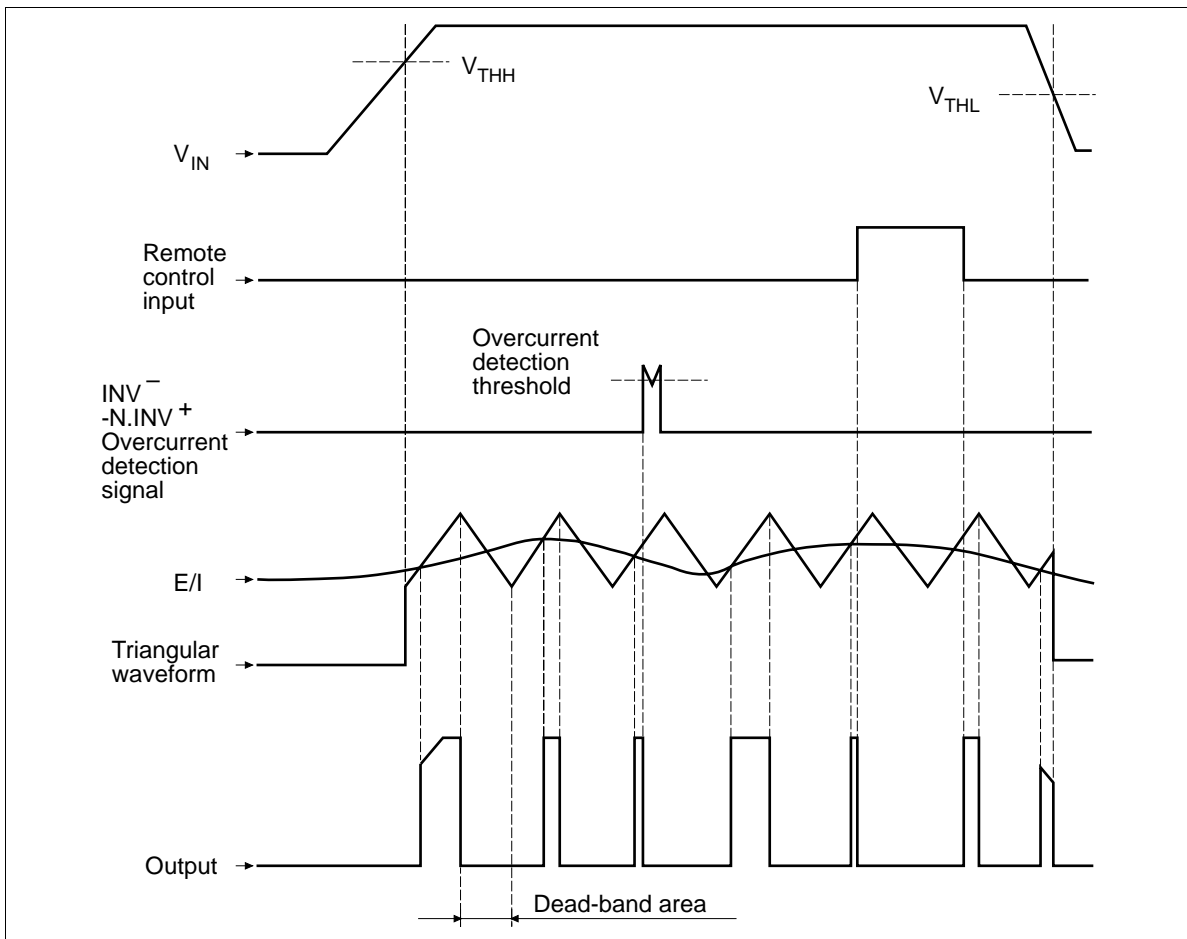 V_THH
V_THL
V_IN
Remote
control
input
Overcurrent
detection
threshold
INV −
-N.INV +
Overcurrent
detection
signal
E/I
Triangular
waveform
Output
Dead-band area